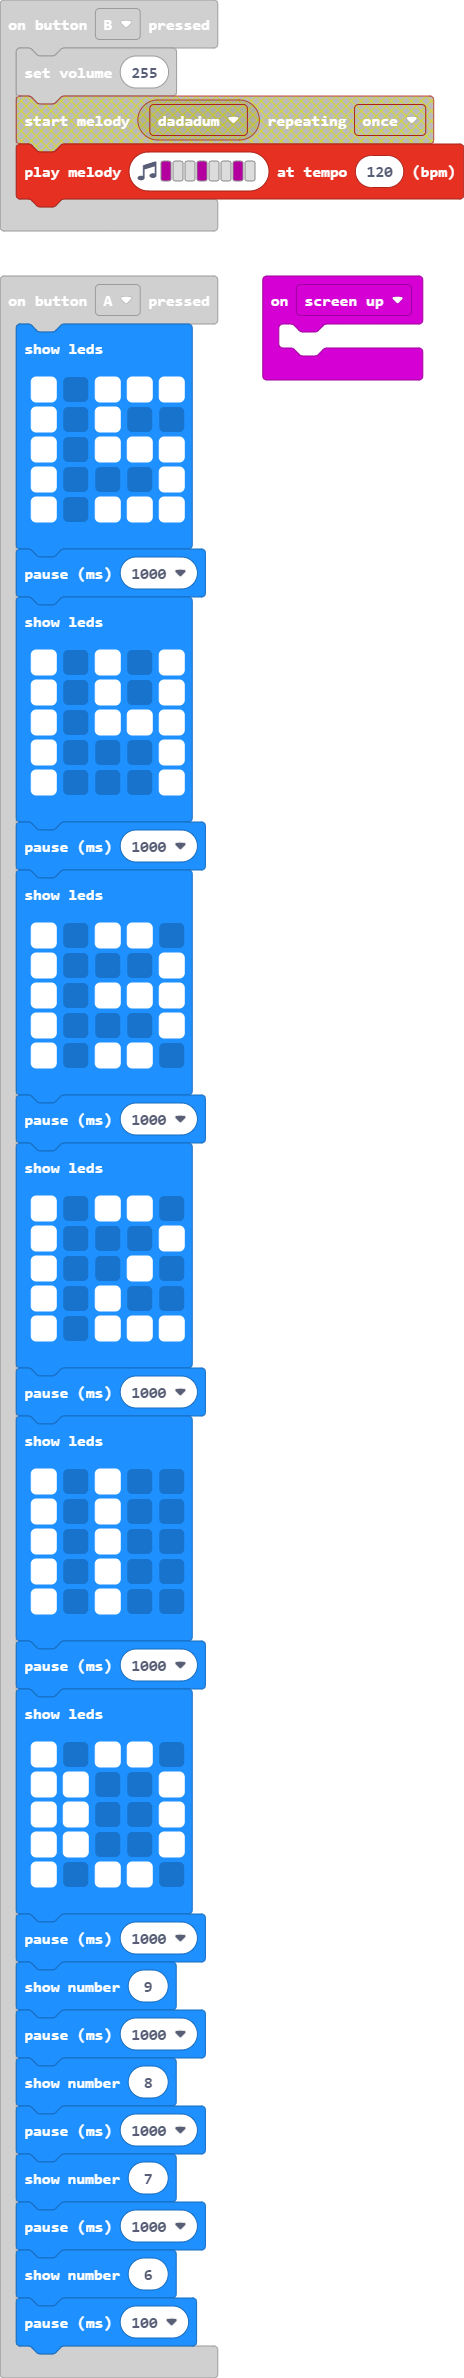 on button B pressed
set volume 255
start melody dadadum repeating once
play melody at tempo 120 (bpm)
on button A pressed
on screen up
show leds
pause (ms) 1000
show leds
pause (ms) 1000
show leds
pause (ms) 1000
show leds
pause (ms) 1000
show leds
pause (ms) 1000
show leds
pause (ms) 1000
show number 9
pause (ms) 1000
show number 8
pause (ms) 1000
show number 7
pause (ms) 1000
show number 6
pause (ms) 100